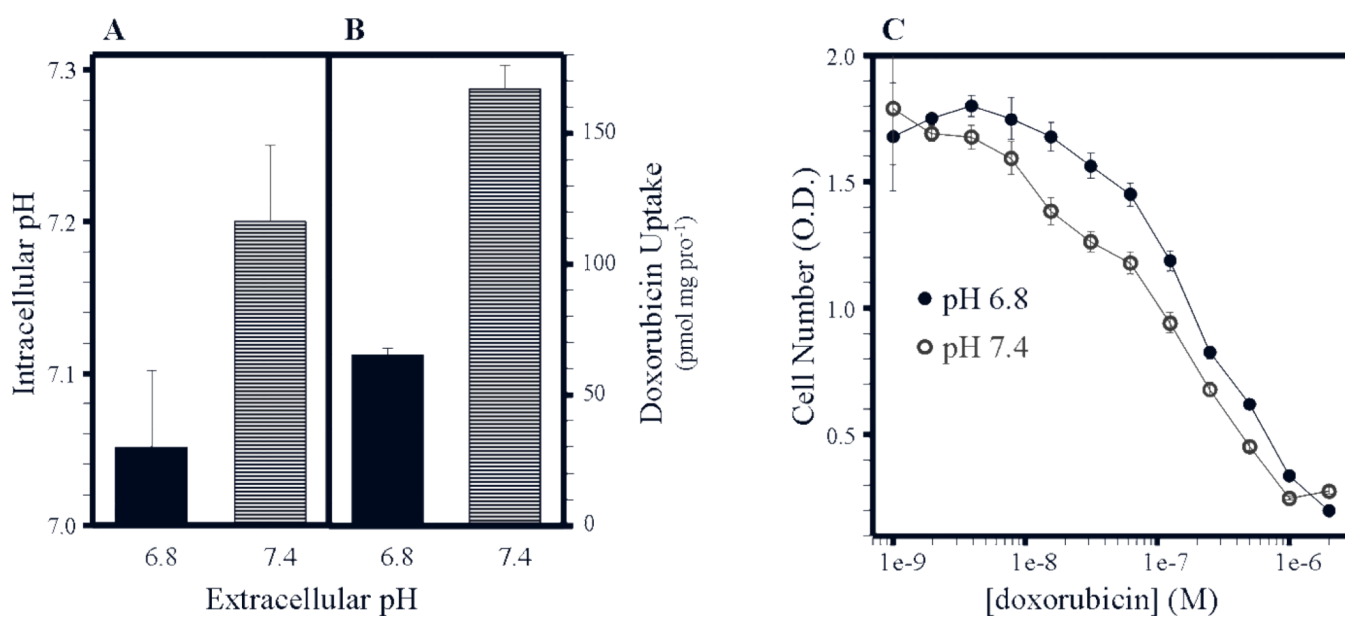 A
B
C
7.3
7.2
7.1
7.0
Intracellular pH
150
100
50
0
Doxorubicin Uptake
(pmol mg pro⁻¹)
6.8
7.4
6.8
7.4
Extracellular pH
2.0
1.5
1.0
0.5
Cell Number (O.D.)
pH 6.8
pH 7.4
1e-9
1e-8
1e-7
1e-6
[doxorubicin] (M)